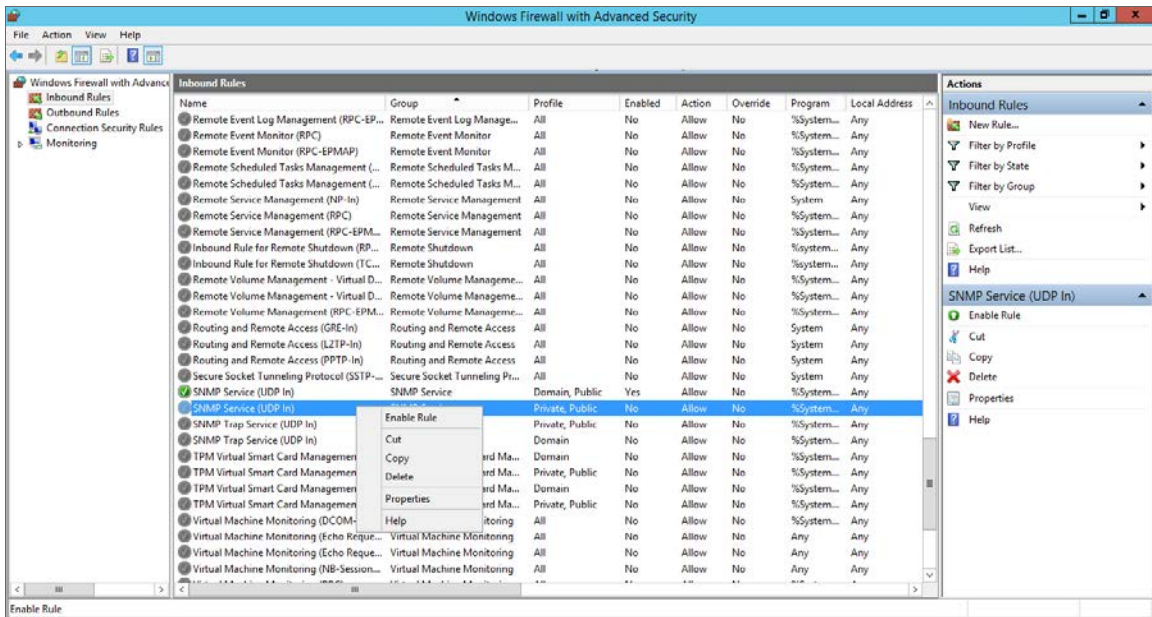 Windows Firewall with Advanced Security
File Action View Help
Windows Firewall with Advance
Inbound Rules
Outbound Rules
Connection Security Rules
Monitoring
Inbound Rules
Name Group Profile Enabled Action Override Program Local Address
Remote Event Log Management (RPC-EP... Remote Event Log Manage... All No Allow No %System... Any
Remote Event Monitor (RPC) Remote Event Monitor All No Allow No %System... Any
Remote Event Monitor (RPC-EPMAP) Remote Event Monitor All No Allow No %System... Any
Remote Scheduled Tasks Management (... Remote Scheduled Tasks M... All No Allow No %System... Any
Remote Scheduled Tasks Management (... Remote Scheduled Tasks M... All No Allow No %System... Any
Remote Service Management (NP-In) Remote Service Management All No Allow No System Any
Remote Service Management (RPC) Remote Service Management All No Allow No %System... Any
Remote Service Management (RPC-EPM... Remote Service Management All No Allow No %System... Any
Inbound Rule for Remote Shutdown (RP... Remote Shutdown All No Allow No %system... Any
Inbound Rule for Remote Shutdown (TC... Remote Shutdown All No Allow No %system... Any
Remote Volume Management - Virtual D... Remote Volume Manageme... All No Allow No %System... Any
Remote Volume Management - Virtual D... Remote Volume Manageme... All No Allow No %System... Any
Remote Volume Management (RPC-EPM... Remote Volume Manageme... All No Allow No %System... Any
Routing and Remote Access (GRE-In) Routing and Remote Access All No Allow No System Any
Routing and Remote Access (L2TP-In) Routing and Remote Access All No Allow No System Any
Routing and Remote Access (PPTP-In) Routing and Remote Access All No Allow No System Any
Secure Socket Tunneling Protocol (SSTP-... Secure Socket Tunneling Pr... All No Allow No System Any
SNMP Service (UDP In) SNMP Service Domain, Public Yes Allow No %System... Any
SNMP Service (UDP In) Private, Public No Allow No %System... Any
SNMP Trap Service (UDP In) Private, Public No Allow No %System... Any
SNMP Trap Service (UDP In) Domain No Allow No %System... Any
TPM Virtual Smart Card Managemen ard Ma... Domain No Allow No %System... Any
TPM Virtual Smart Card Managemen ard Ma... Private, Public No Allow No %System... Any
TPM Virtual Smart Card Managemen ard Ma... Domain No Allow No %System... Any
TPM Virtual Smart Card Managemen ard Ma... Private, Public No Allow No %System... Any
Virtual Machine Monitoring (DCOM- itoring All No Allow No %System... Any
Virtual Machine Monitoring (Echo Reque... Virtual Machine Monitoring All No Allow No Any Any
Virtual Machine Monitoring (Echo Reque... Virtual Machine Monitoring All No Allow No Any Any
Virtual Machine Monitoring (NB-Session... Virtual Machine Monitoring All No Allow No Any Any
Enable Rule
Cut
Copy
Delete
Properties
Help
Actions
Inbound Rules
New Rule...
Filter by Profile
Filter by State
Filter by Group
View
Refresh
Export List...
Help
SNMP Service (UDP In)
Enable Rule
Cut
Copy
Delete
Properties
Help
Enable Rule